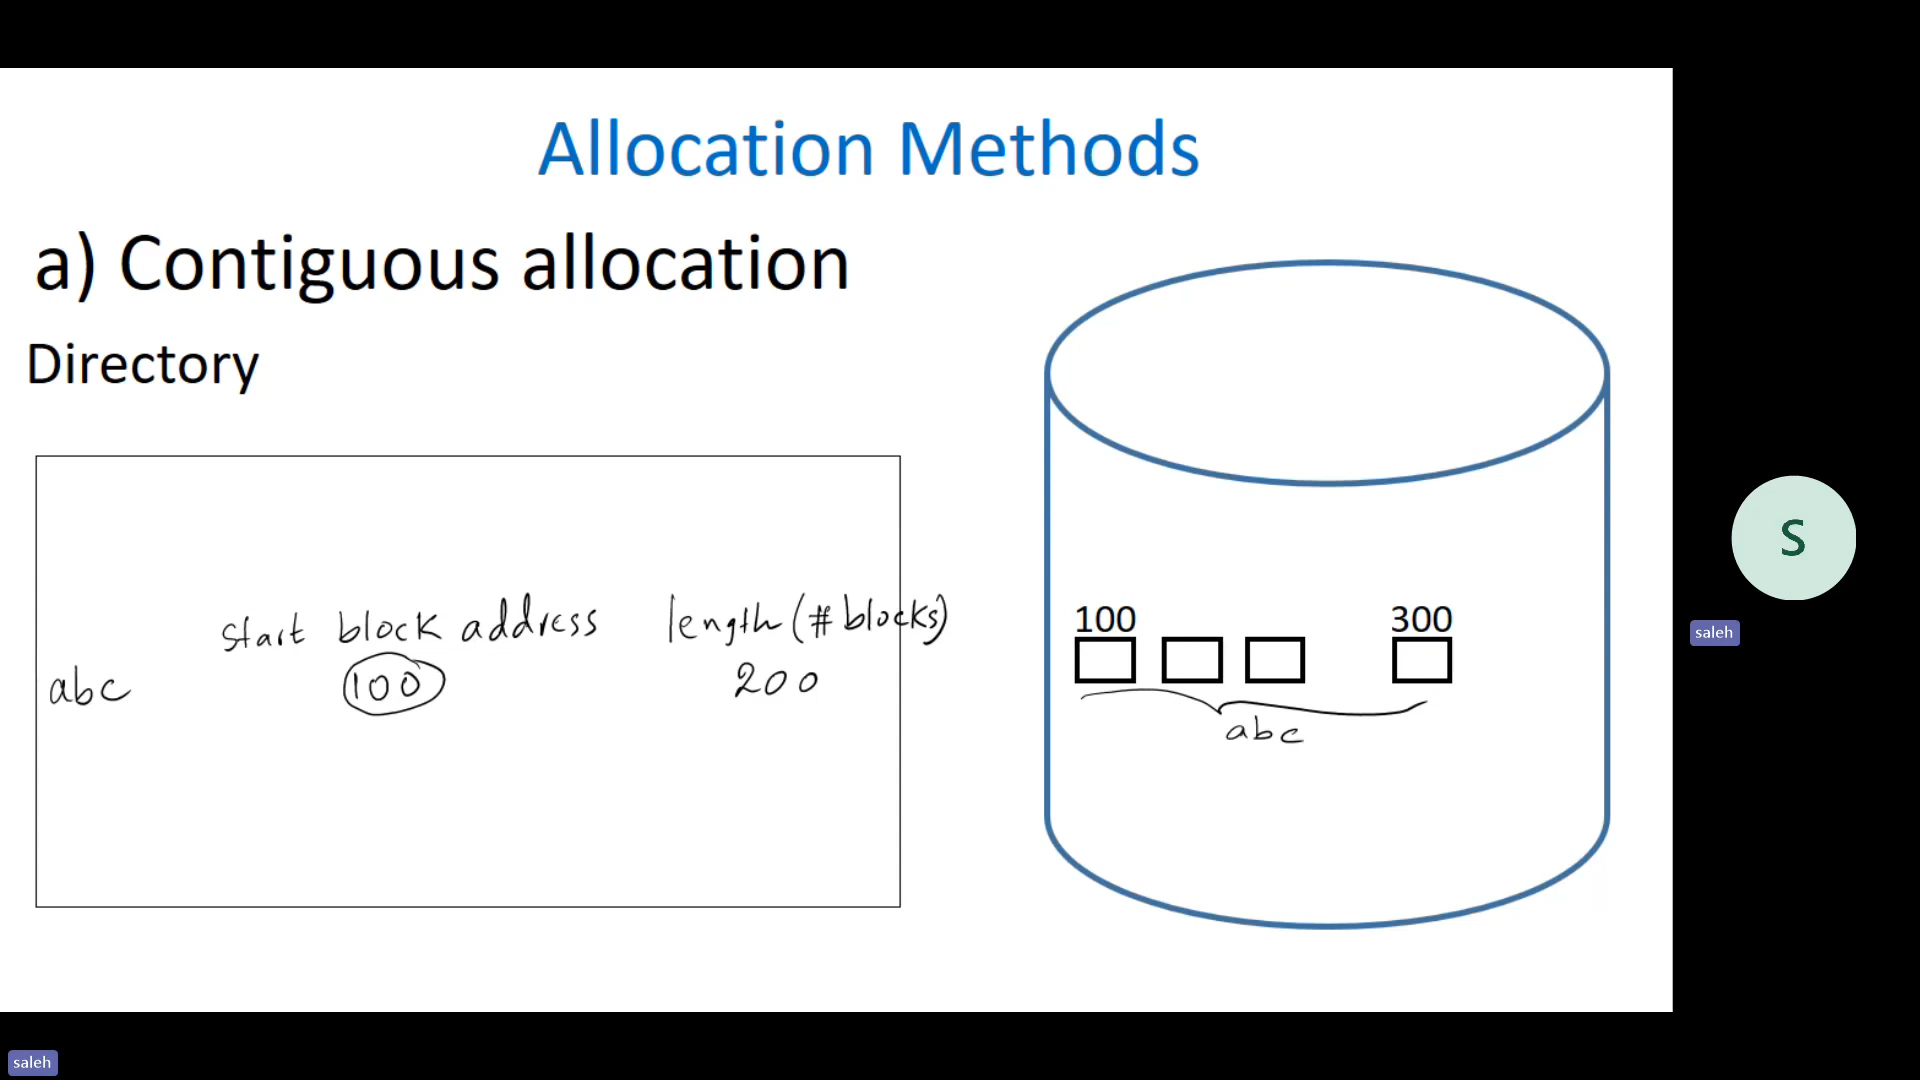 Allocation Methods
a) Contiguous allocation
Directory
start block address length (# blocks)
abc 100 200
100 300
abc
S
saleh
saleh